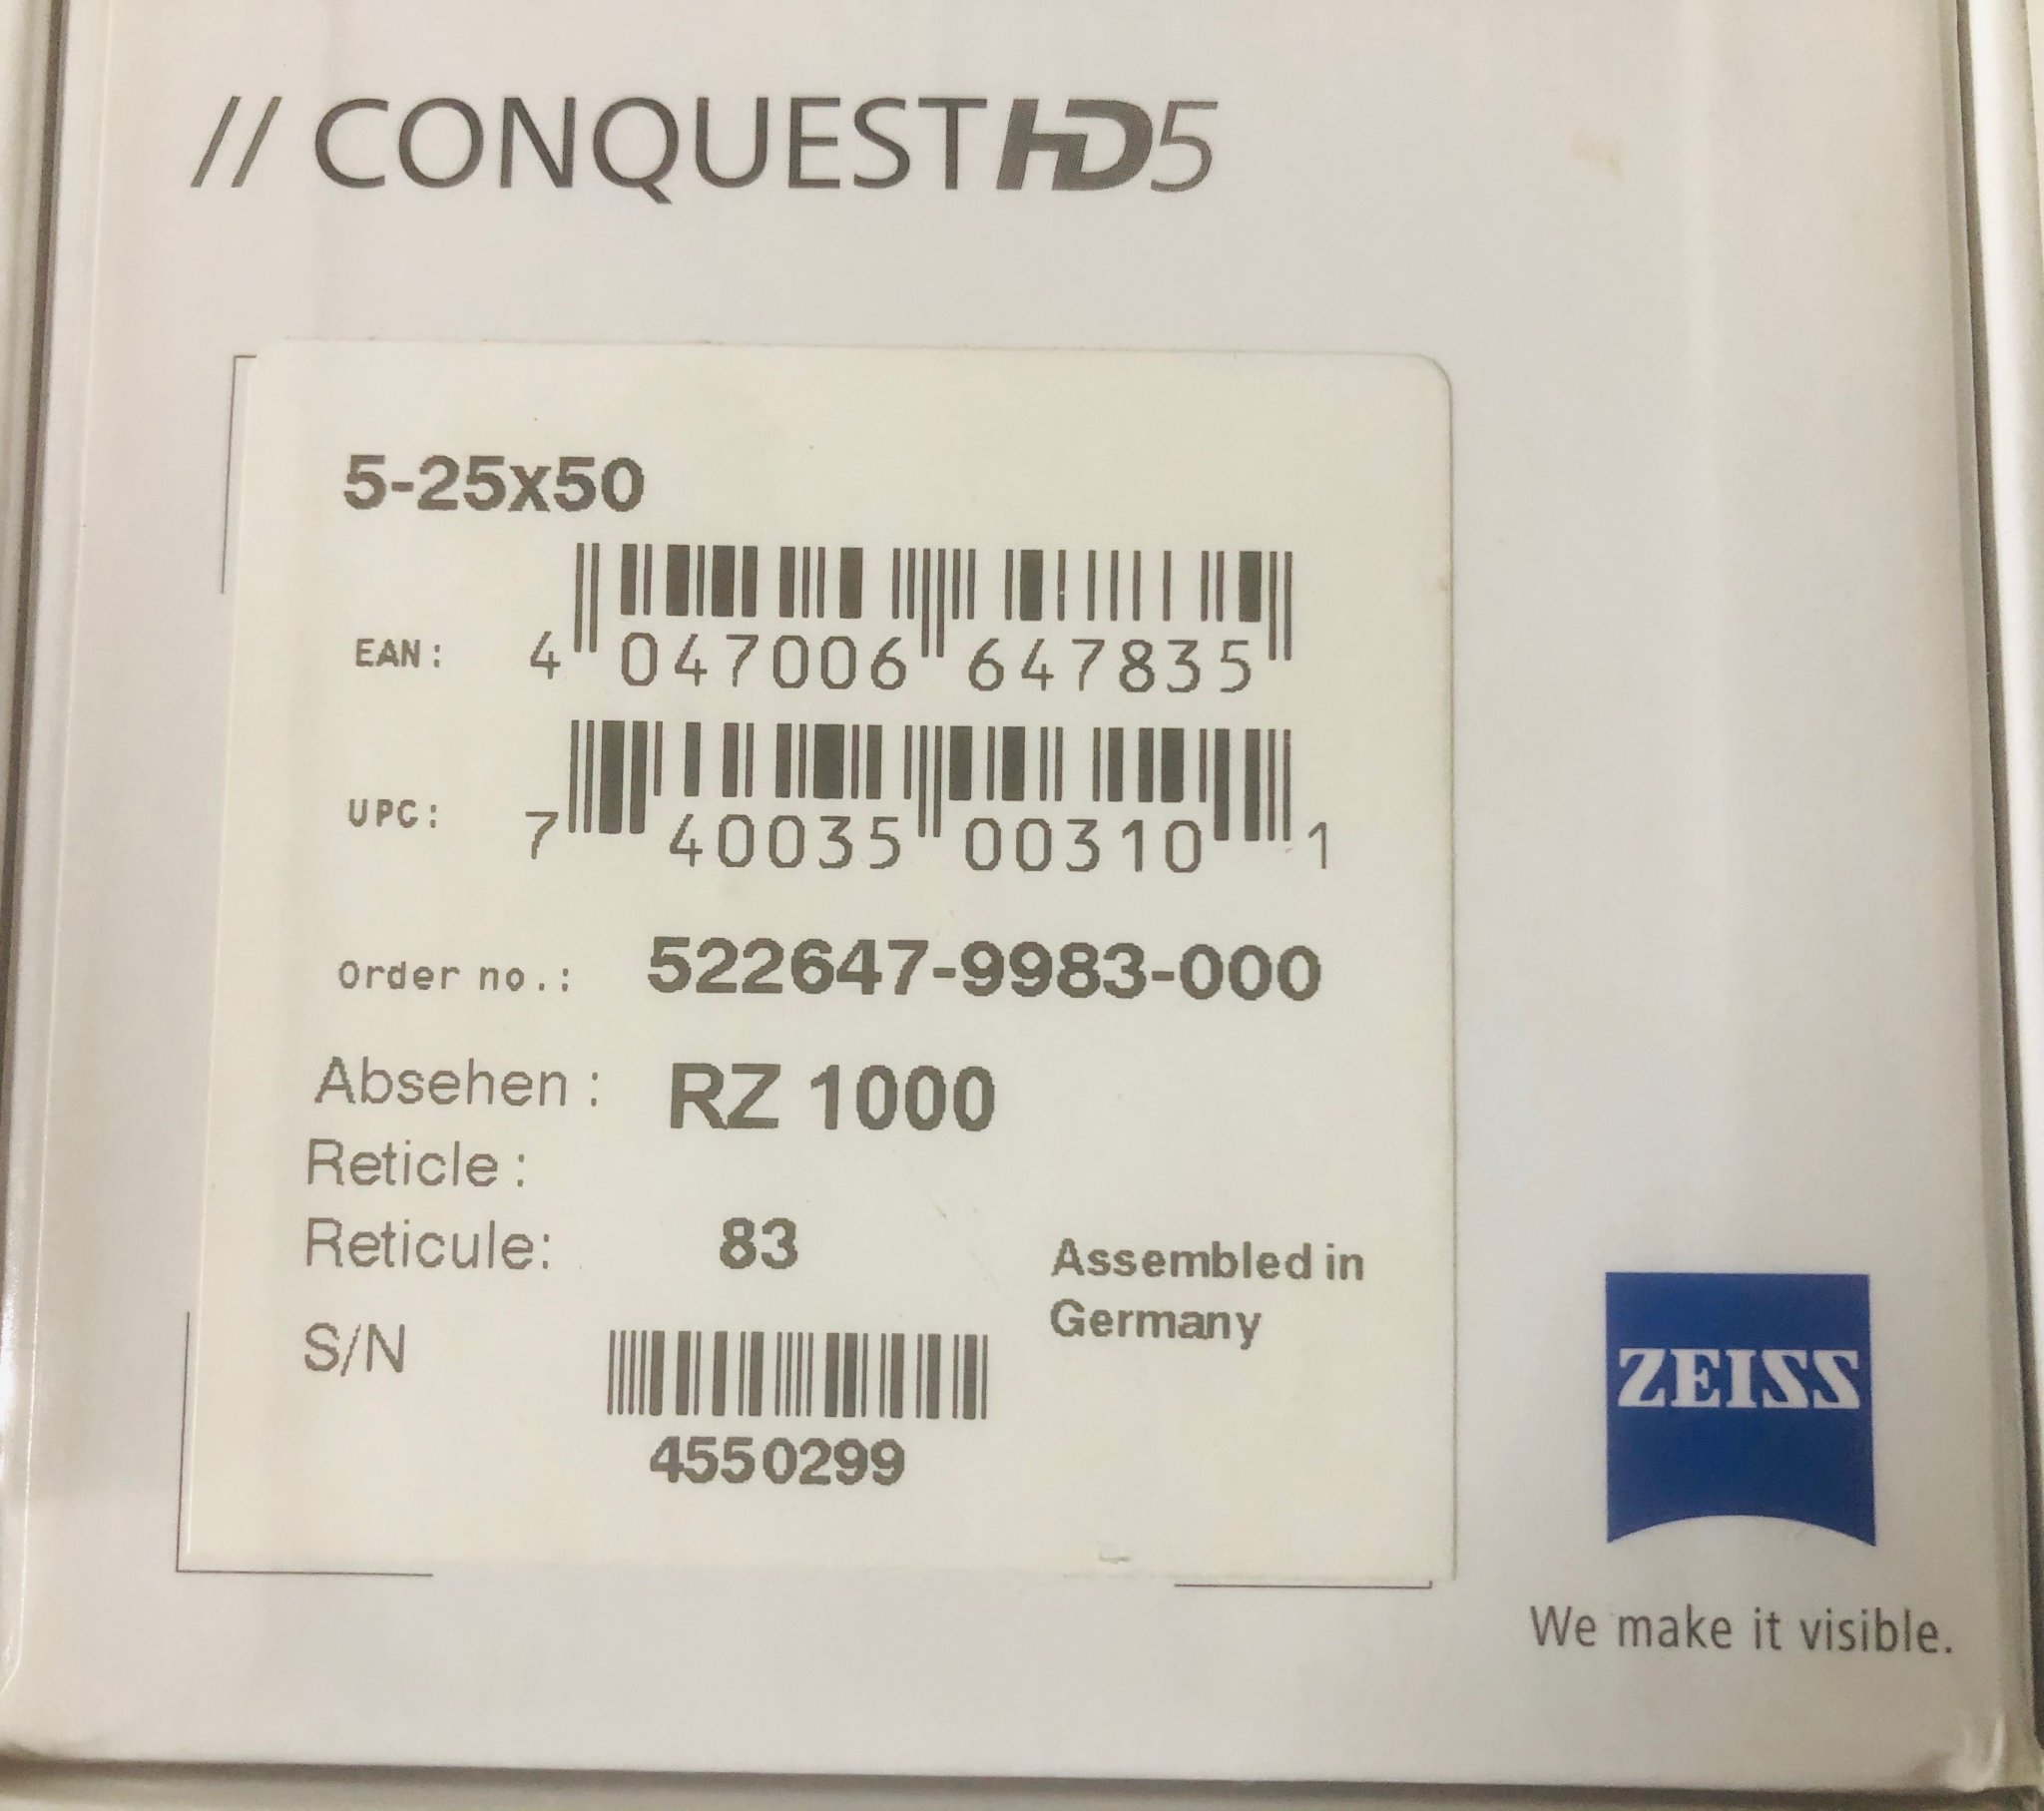 // CONQUEST HD5
5-25x50
EAN: 4 047006 647835
UPC: 7 40035 00310 1
Order no.: 522647-9983-000
Absehen: RZ 1000
Reticle:
Reticule: 83
Assembled in
Germany
S/N
4550299
ZEISS
We make it visible.